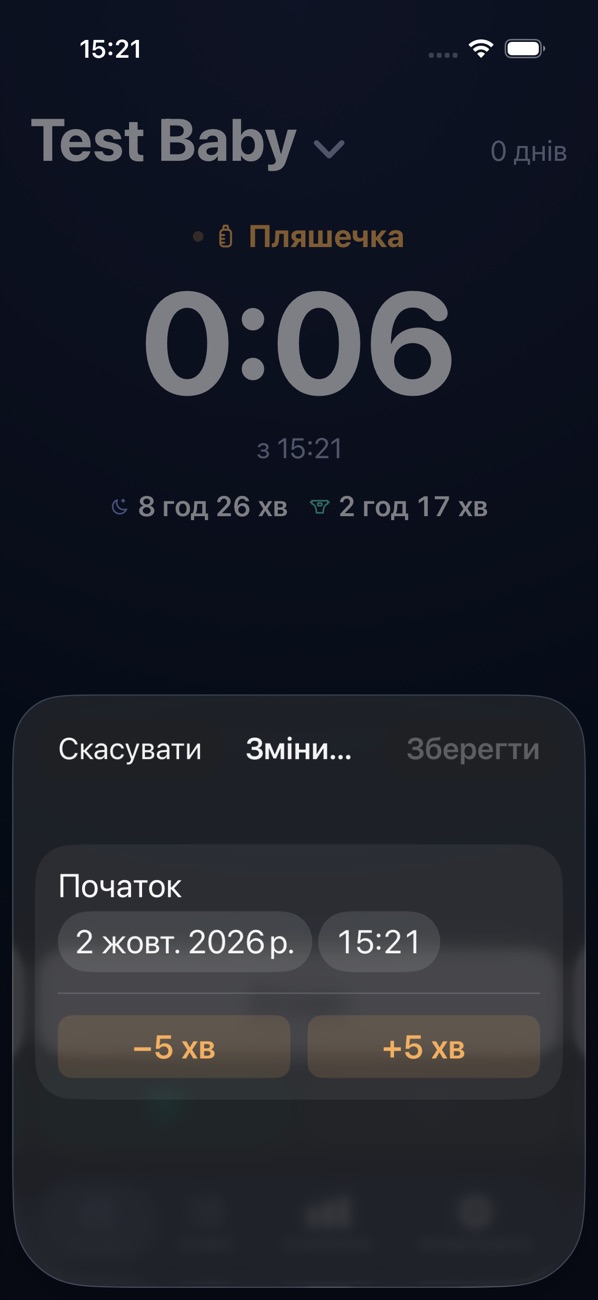 15:21
Test Baby
0 днів
Пляшечка
0:06
з 15:21
8 год 26 хв 2 год 17 хв
Скасувати Зміни... Зберегти
Початок
2 жовт. 2026 р. 15:21
−5 хв +5 хв